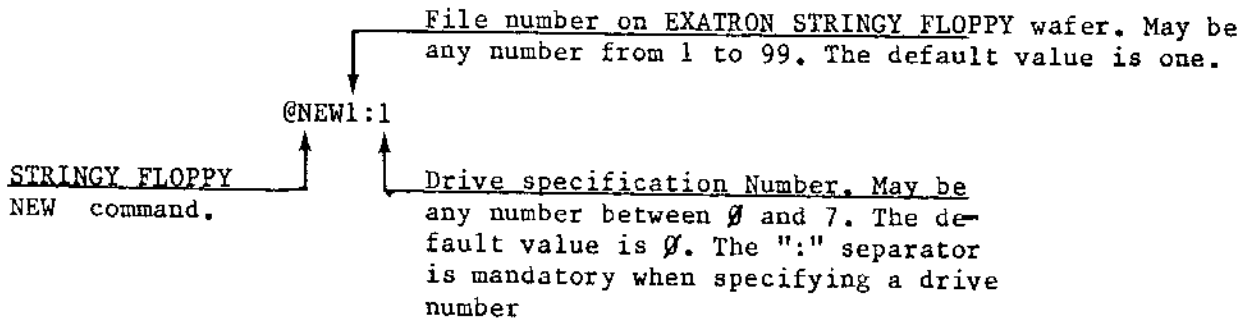 File number on EXATRON STRINGY FLOPPY wafer. May be
any number from 1 to 99. The default value is one.
@NEW1:1
STRINGY FLOPPY
NEW command.
Drive specification Number. May be
any number between Ø and 7. The de-
fault value is Ø. The ":" separator
is mandatory when specifying a drive
number